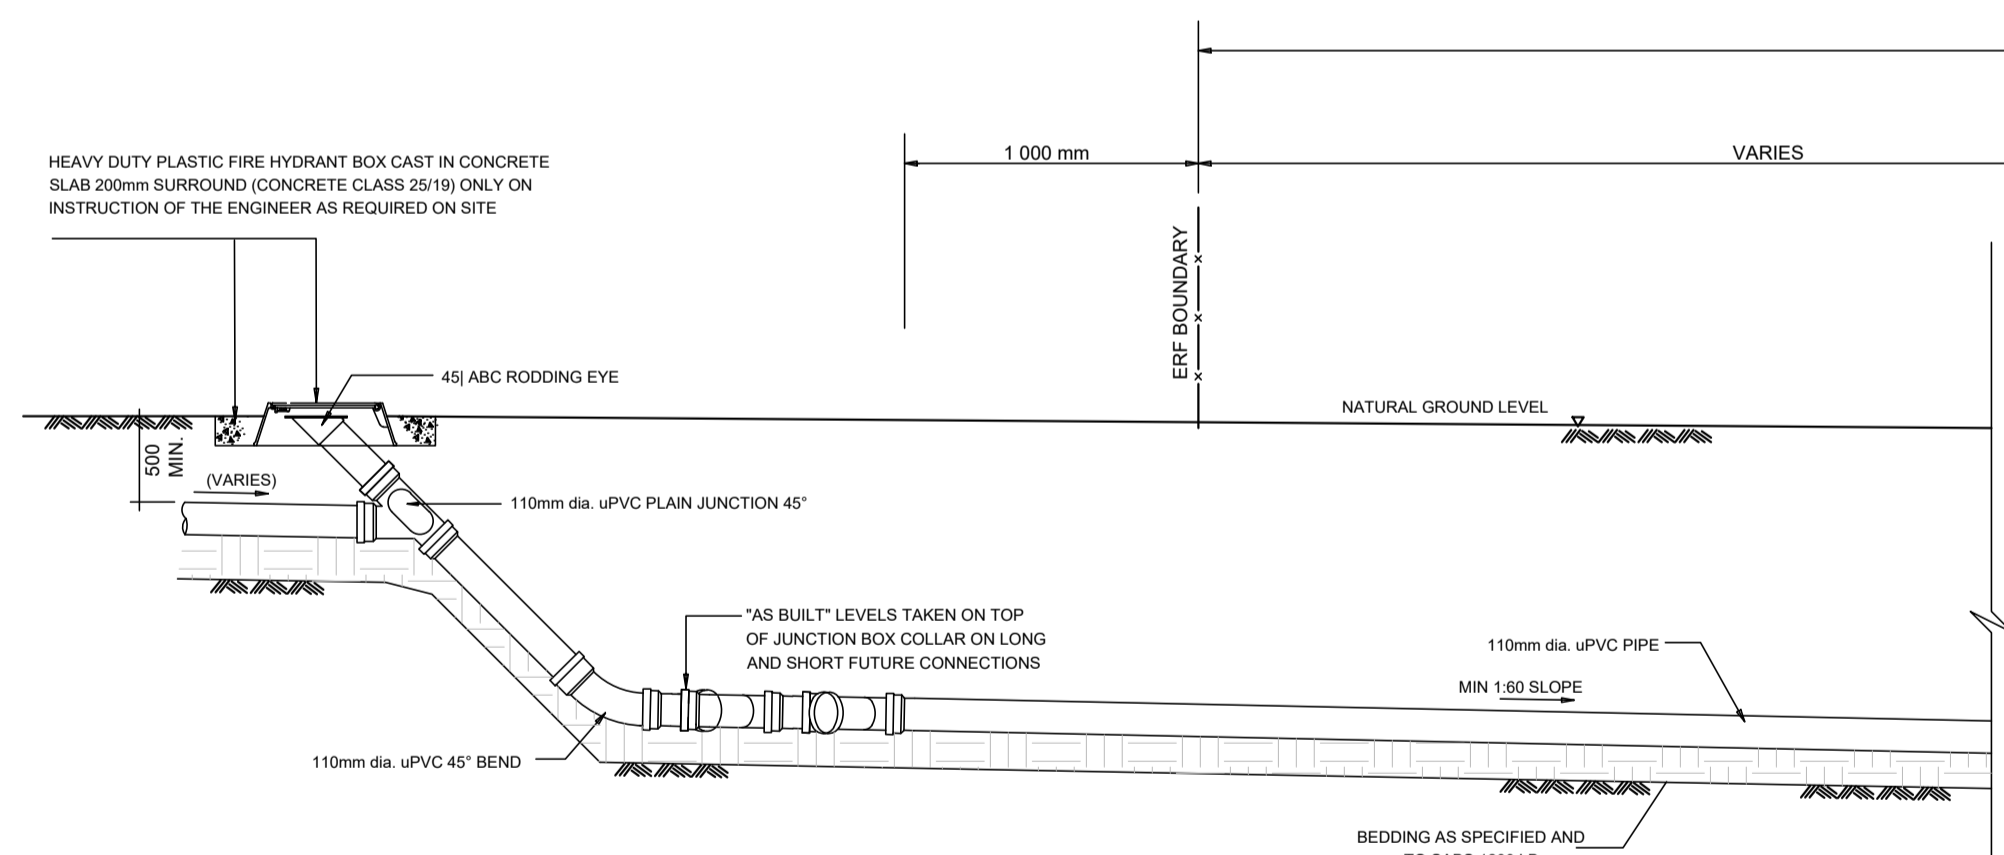 1 000 mm
VARIES
HEAVY DUTY PLASTIC FIRE HYDRANT BOX CAST IN CONCRETE
SLAB 200mm SURROUND (CONCRETE CLASS 25/19) ONLY ON
INSTRUCTION OF THE ENGINEER AS REQUIRED ON SITE
ERF BOUNDARY
45| ABC RODDING EYE
NATURAL GROUND LEVEL
500
MIN.
(VARIES)
110mm dia. uPVC PLAIN JUNCTION 45°
"AS BUILT" LEVELS TAKEN ON TOP
OF JUNCTION BOX COLLAR ON LONG
AND SHORT FUTURE CONNECTIONS
110mm dia. uPVC PIPE
MIN 1:60 SLOPE
110mm dia. uPVC 45° BEND
BEDDING AS SPECIFIED AND